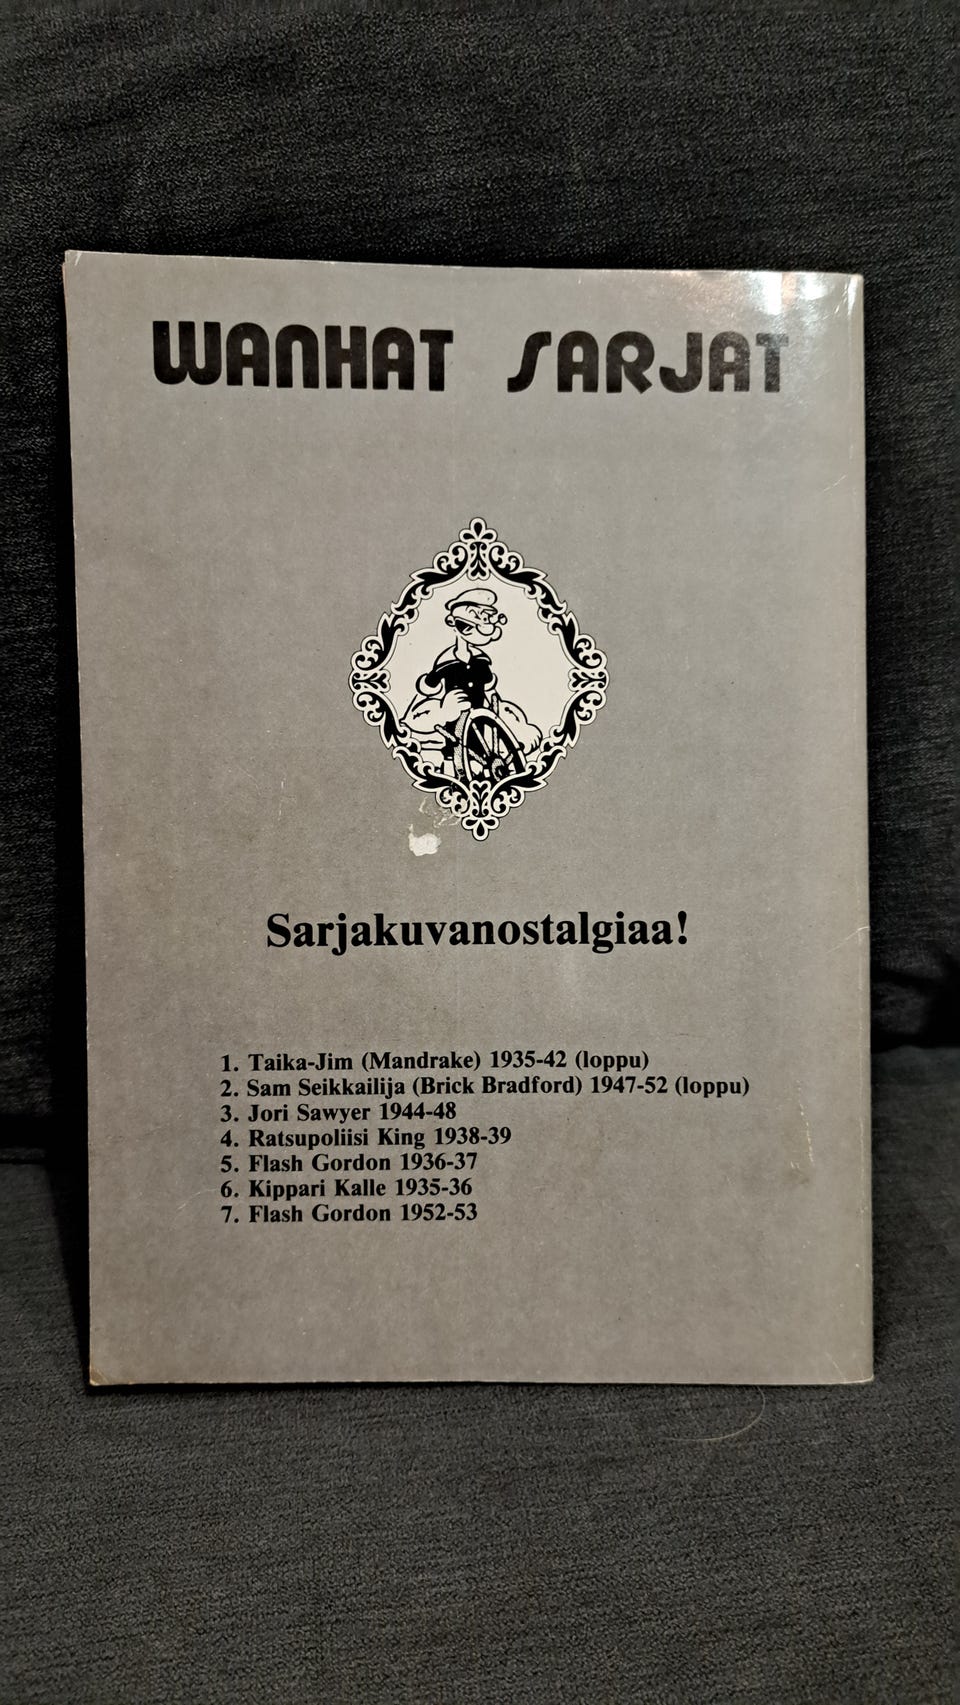 WANHAT SARJAT
Sarjakuvanostalgiaa!
1. Taika-Jim (Mandrake) 1935-42 (loppu)
2. Sam Seikkailija (Brick Bradford) 1947-52 (loppu)
3. Jori Sawyer 1944-48
4. Ratsupoliisi King 1938-39
5. Flash Gordon 1936-37
6. Kippari Kalle 1935-36
7. Flash Gordon 1952-53